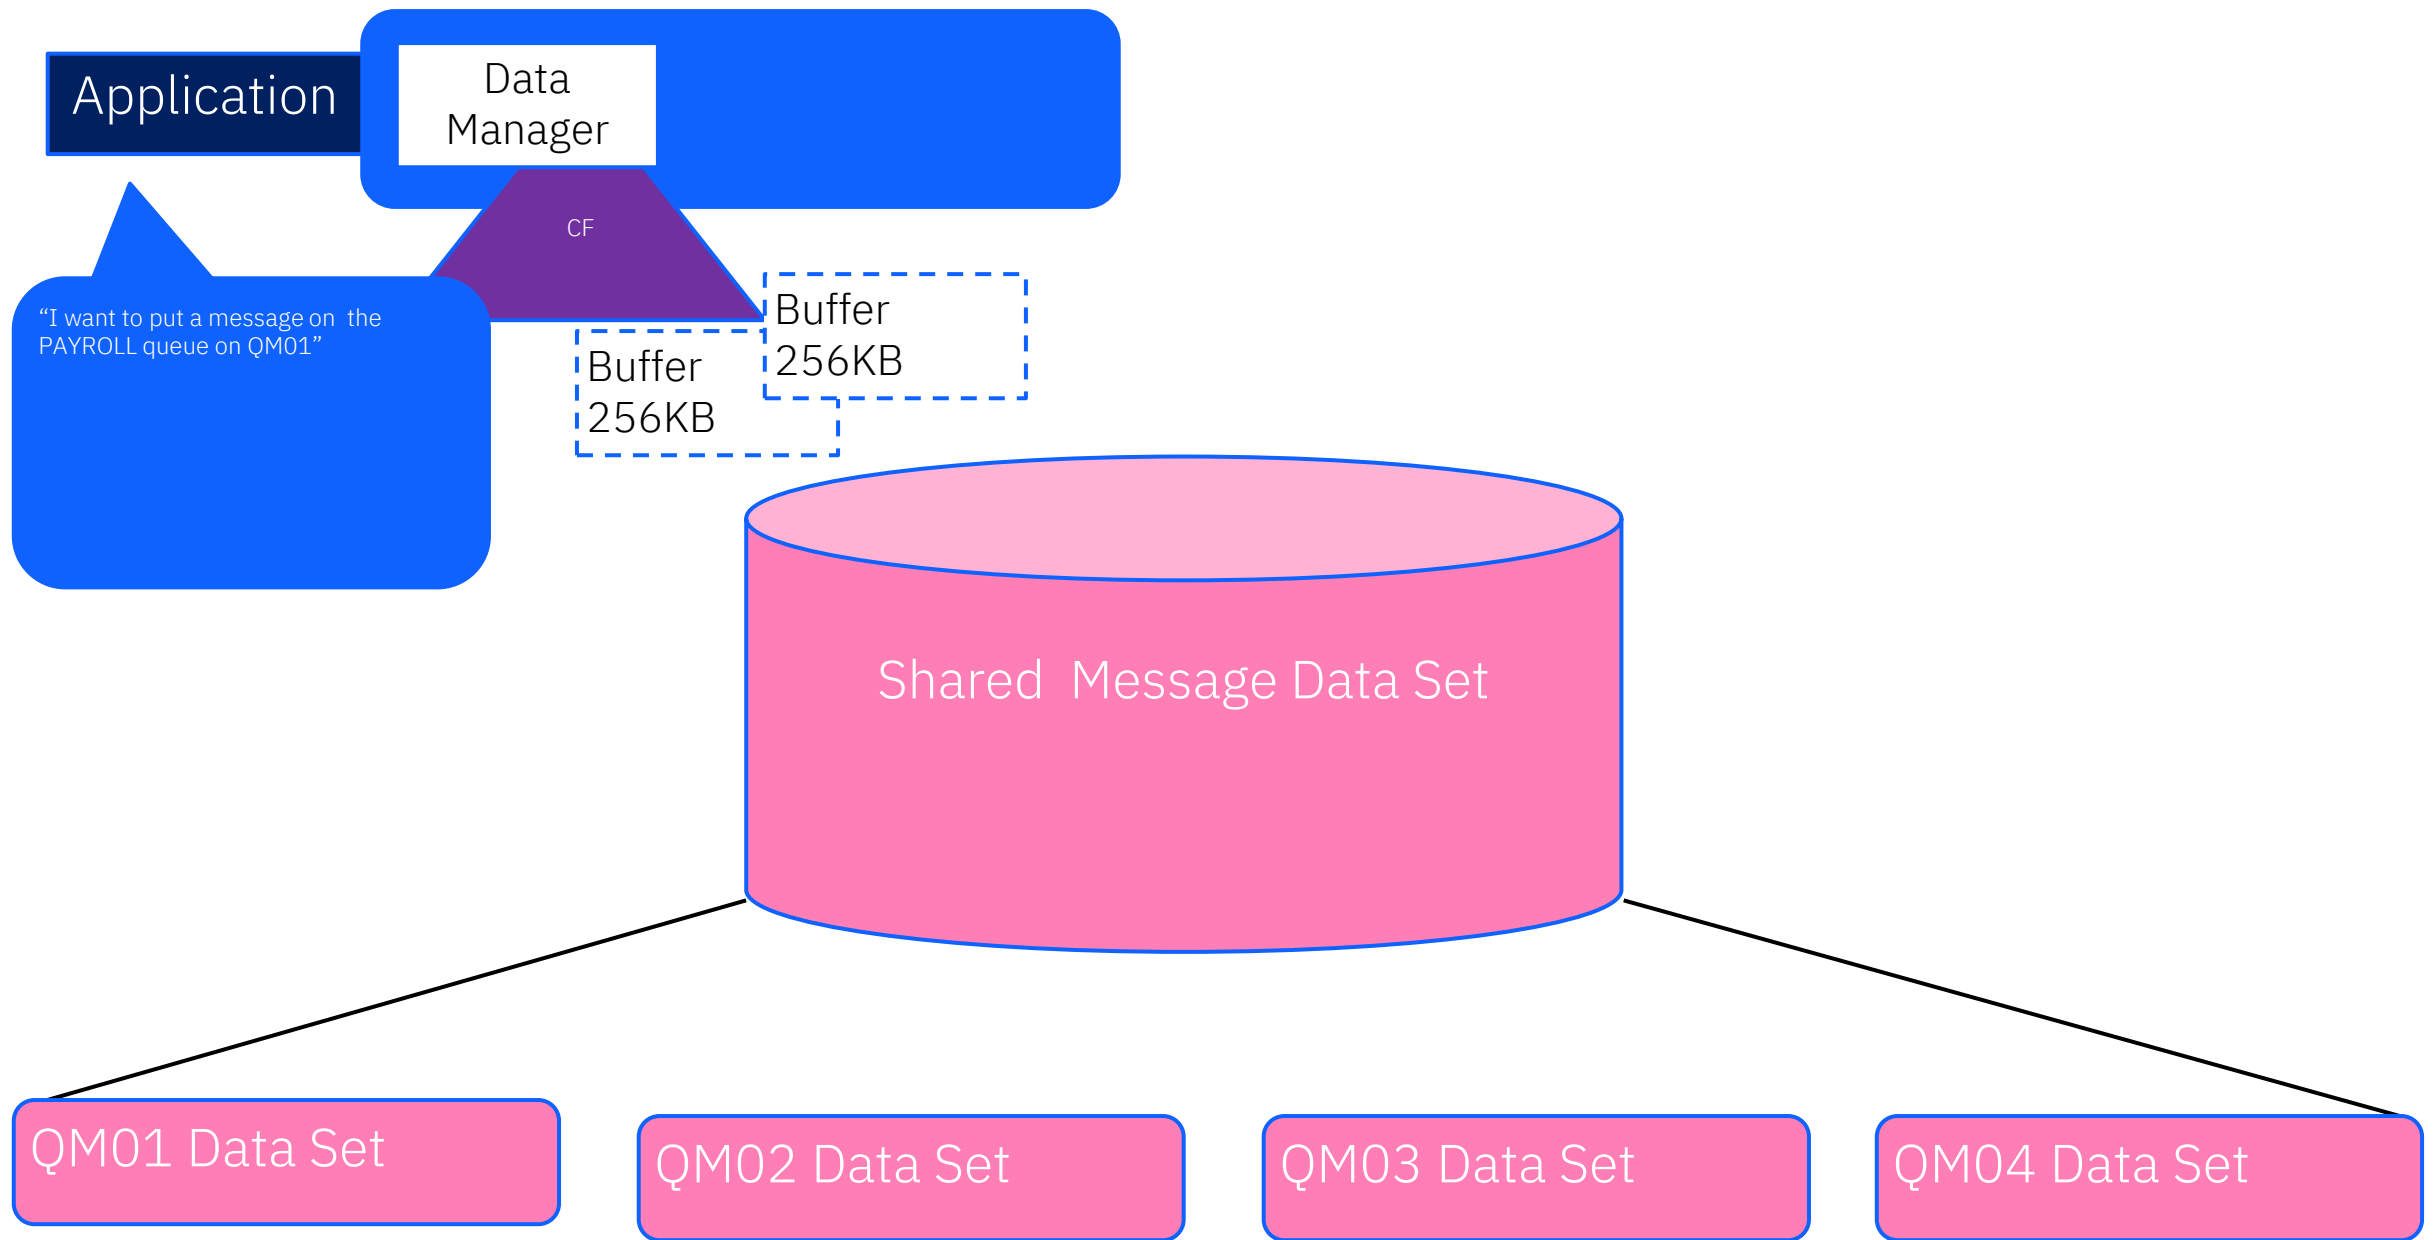 Application
Data
Manager
CF
“I want to put a message on  the
PAYROLL queue on QM01”
Buffer
256KB
Buffer
256KB
Shared  Message Data Set
QM01 Data Set
QM02 Data Set
QM03 Data Set
QM04 Data Set